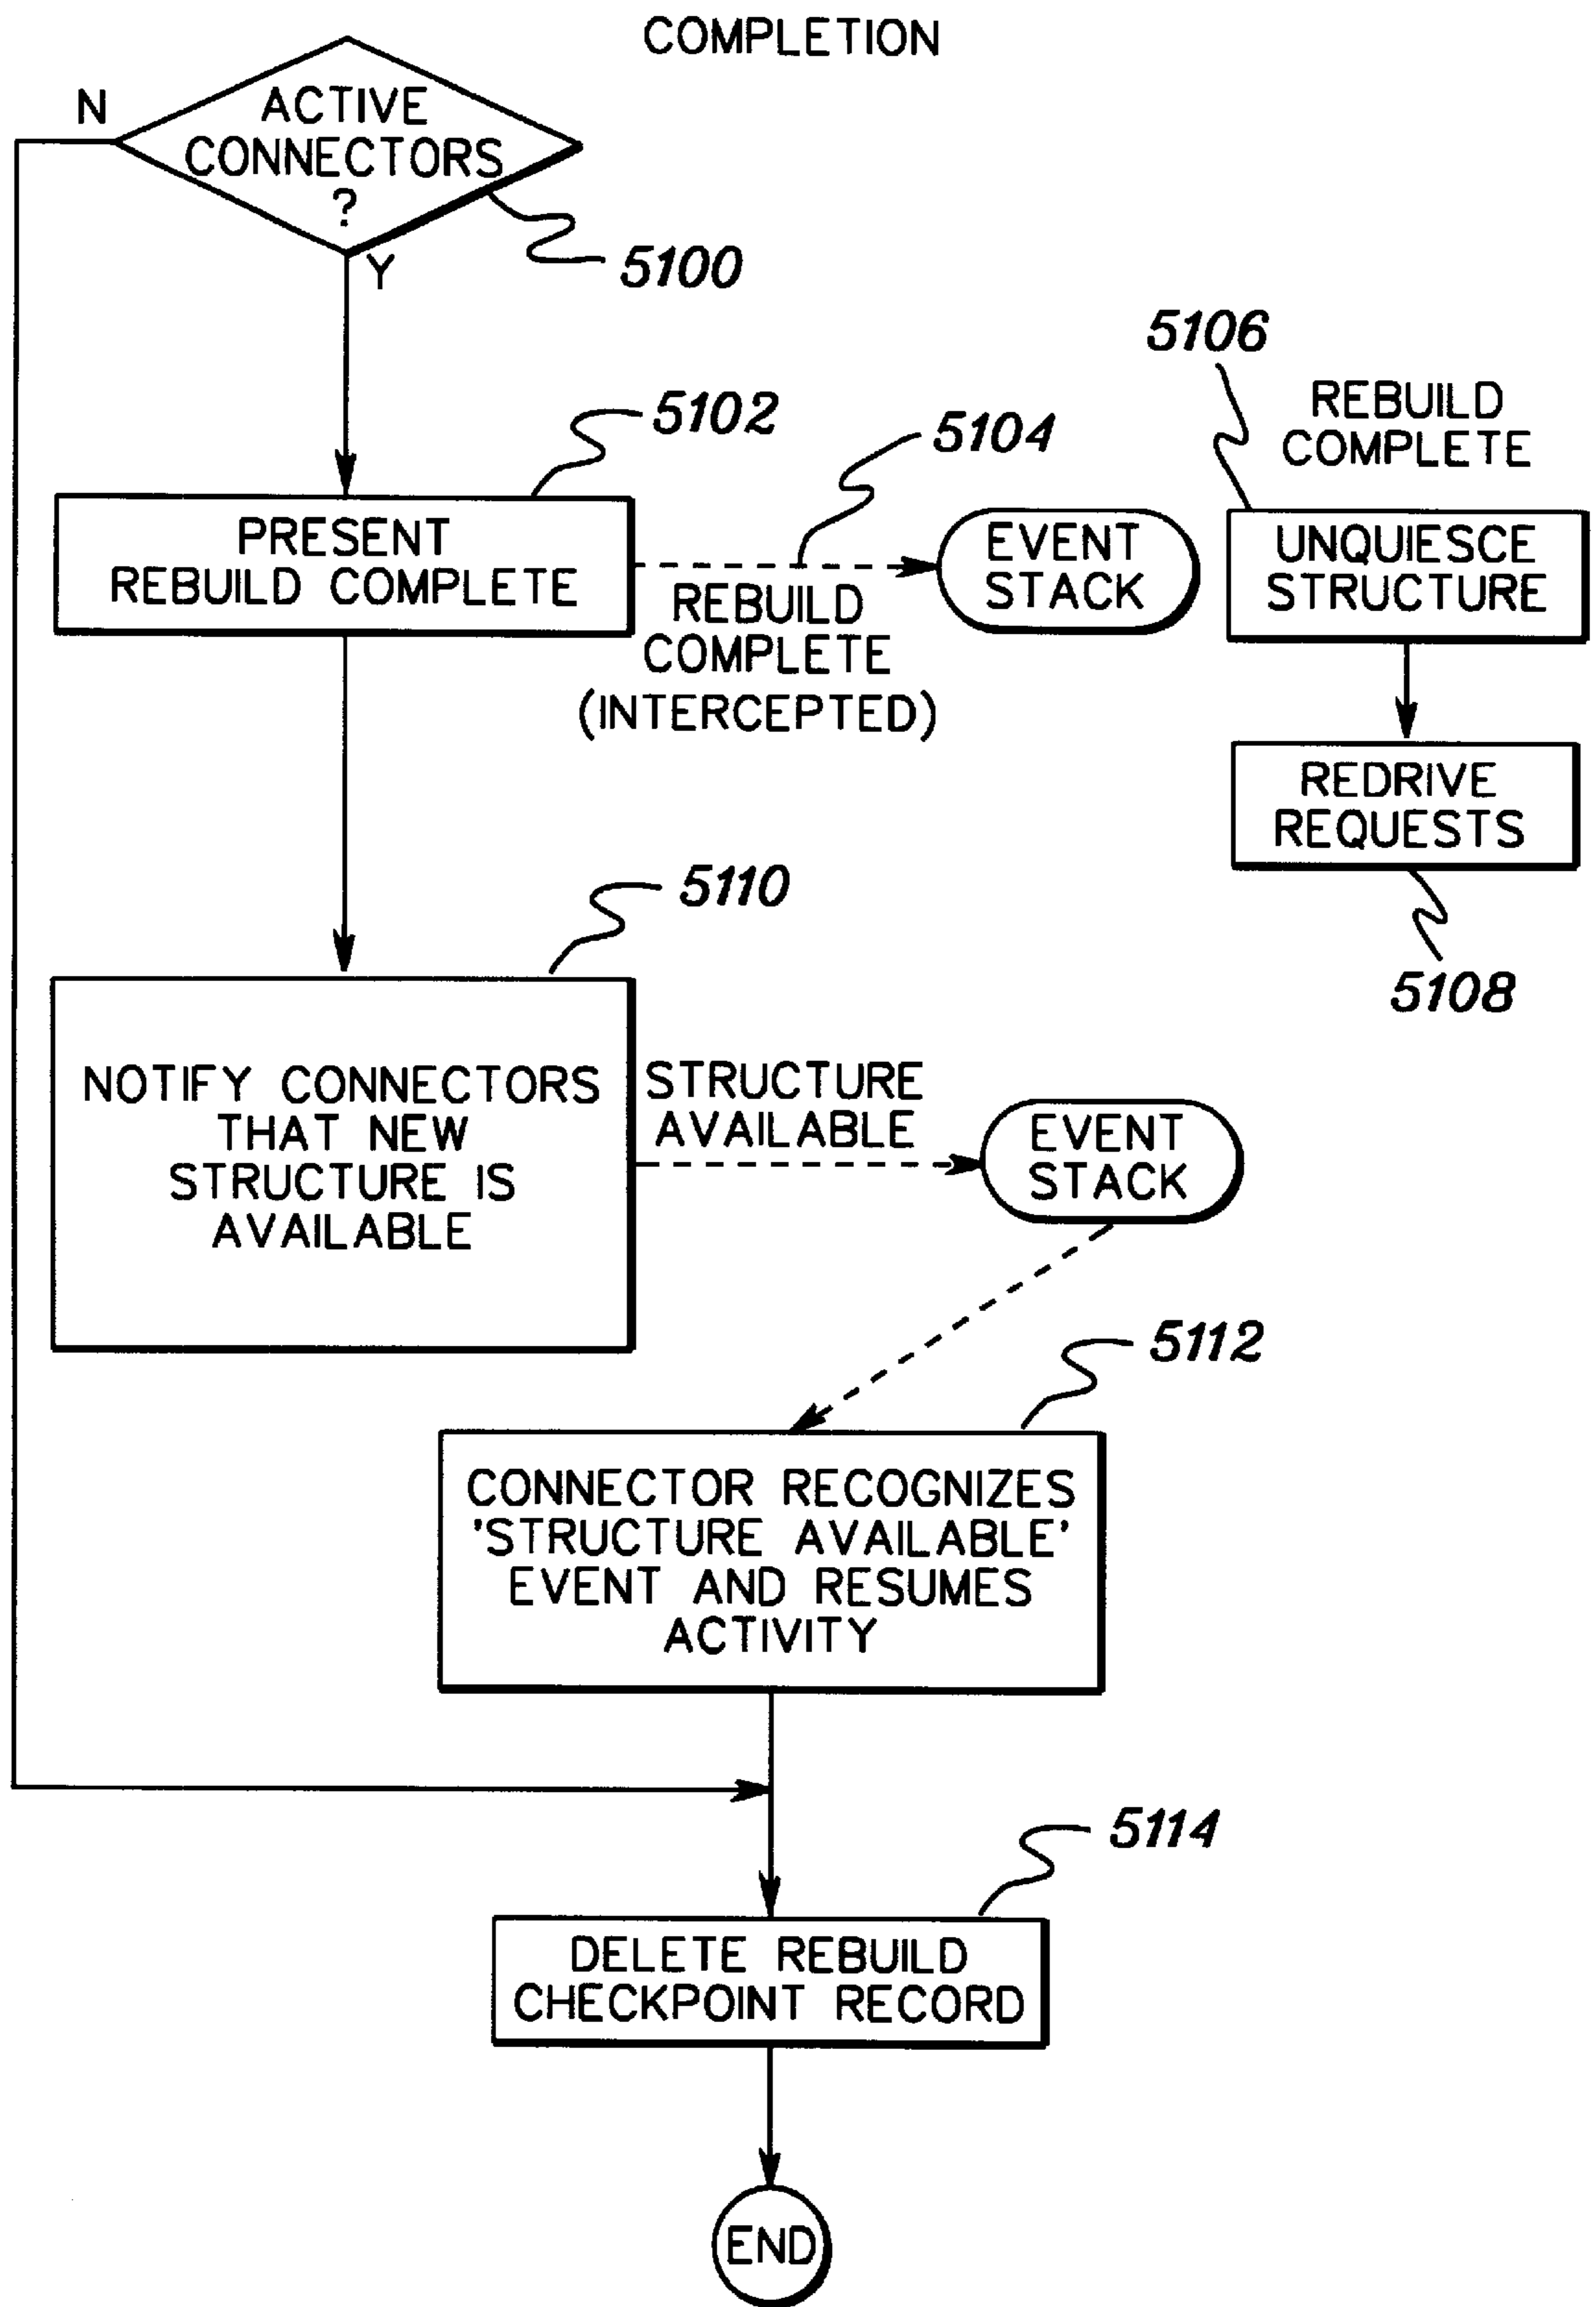 COMPLETION
N
ACTIVE
CONNECTORS
?
5100
Y
5106
REBUILD
COMPLETE
5102
5104
PRESENT
REBUILD COMPLETE
EVENT
STACK
UNQUIESCE
STRUCTURE
REBUILD
COMPLETE
(INTERCEPTED)
REDRIVE
REQUESTS
5108
5110
NOTIFY CONNECTORS
THAT NEW
STRUCTURE IS
AVAILABLE
STRUCTURE
AVAILABLE
EVENT
STACK
5112
CONNECTOR RECOGNIZES
'STRUCTURE AVAILABLE'
EVENT AND RESUMES
ACTIVITY
5114
DELETE REBUILD
CHECKPOINT RECORD
END